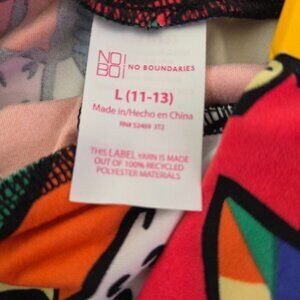 NO
BO
NO BOUNDARIES
L (11-13)
Made in/Hecho en China
RN# 52469 3T2
THIS LABEL YARN IS MADE
OUT OF 100% RECYCLED
POLYESTER MATERIALS